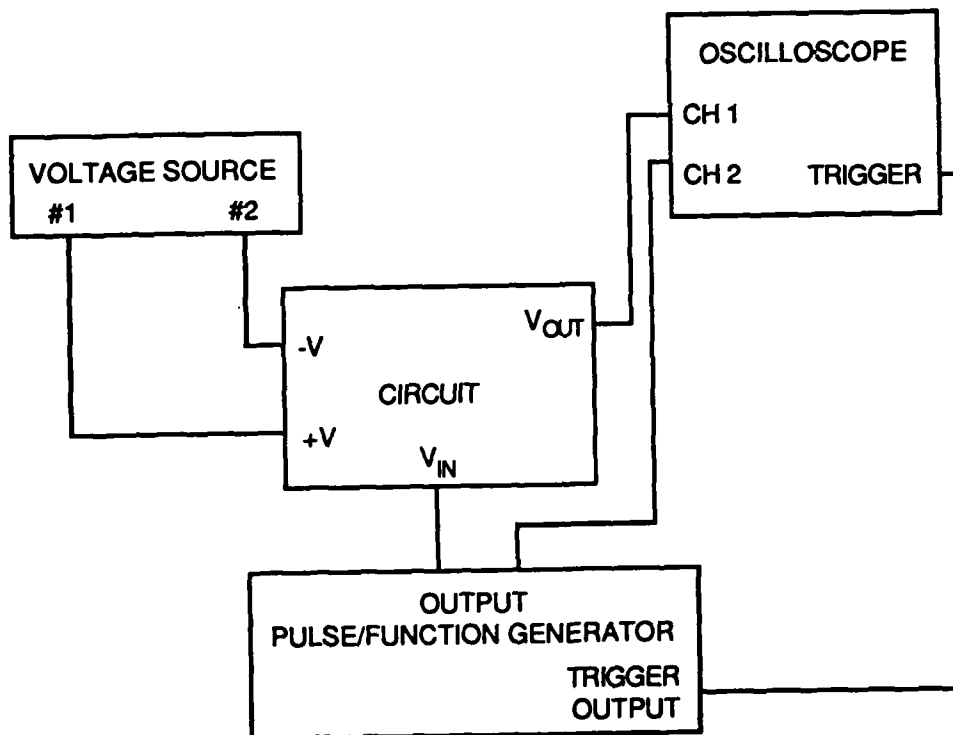 OSCILLOSCOPE
CH 1
CH 2 TRIGGER
VOLTAGE SOURCE
#1 #2
VOUT
-V
CIRCUIT
+V
VIN
OUTPUT
PULSE/FUNCTION GENERATOR
TRIGGER
OUTPUT